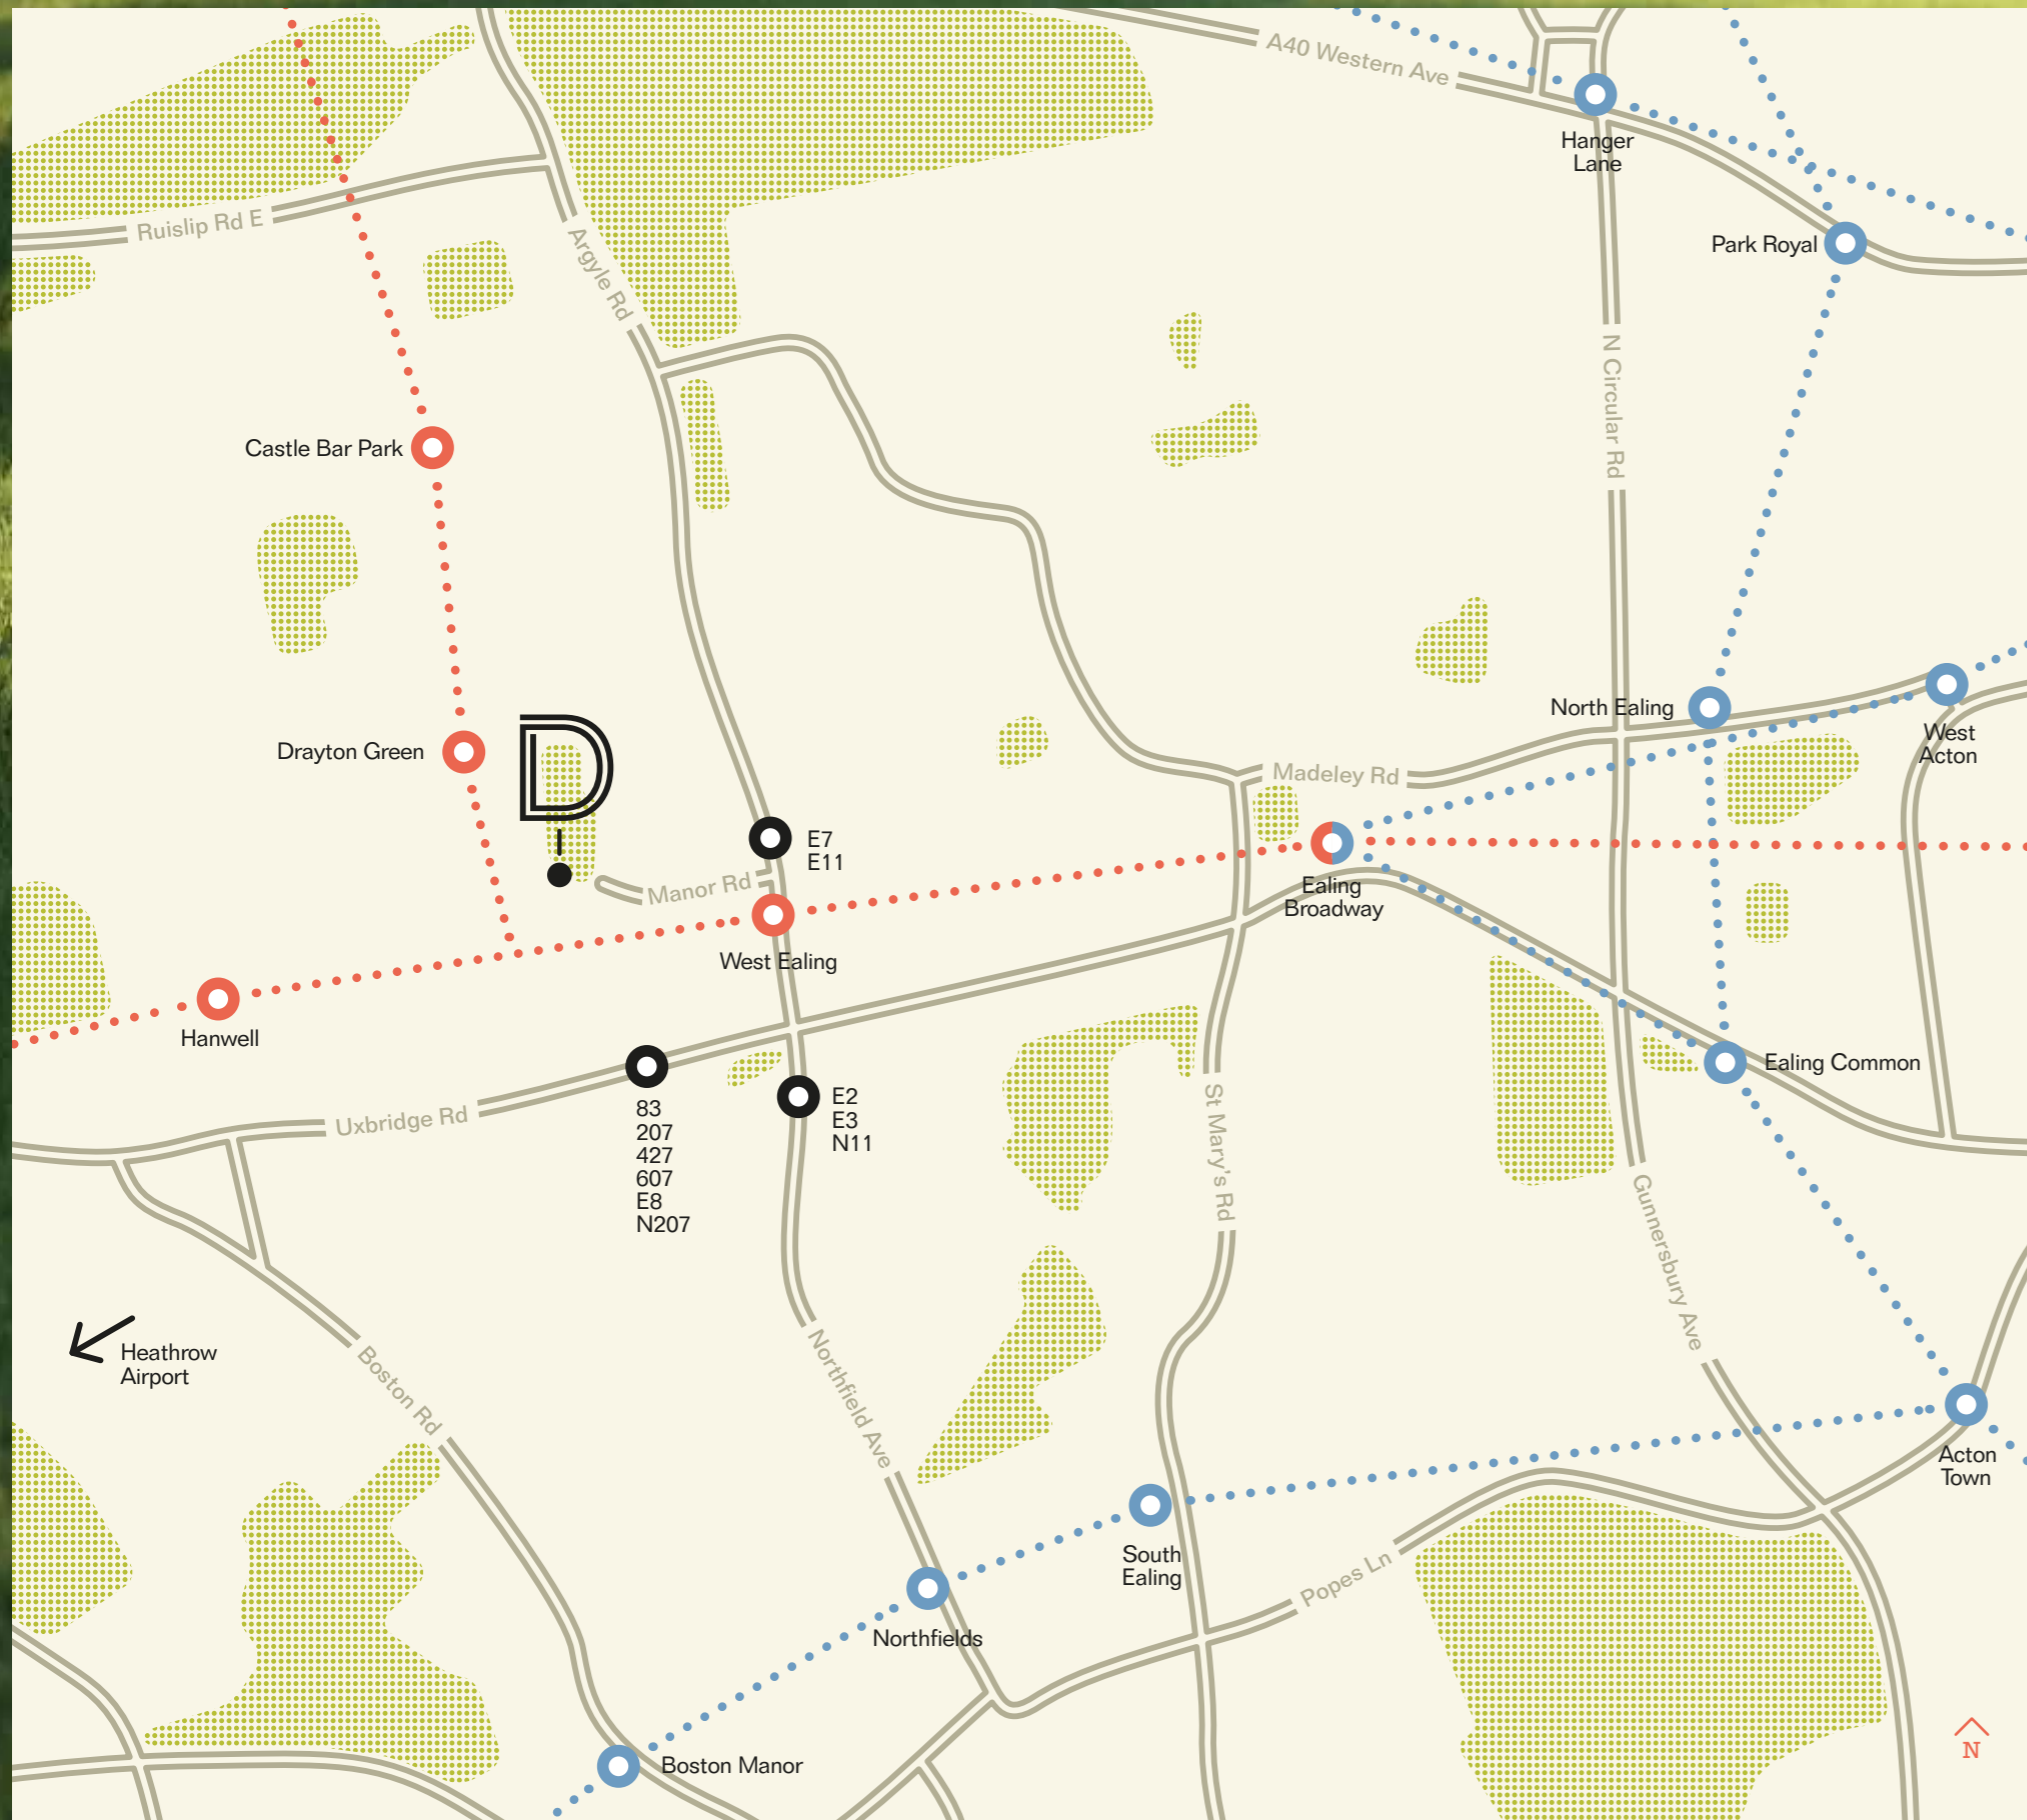 A40 Western Ave
Hanger
Lane
Ruislip Rd E
Argyle Rd
Park Royal
N Circular Rd
Castle Bar Park
North Ealing
West
Acton
Drayton Green
D
Madeley Rd
E7
E11
Manor Rd
Ealing
Broadway
West Ealing
Hanwell
Ealing Common
Uxbridge Rd
83
207
427
607
E8
N207
E2
E3
N11
St Mary's Rd
Gunnersbury Ave
Heathrow
Airport
Boston Rd
Northfield Ave
Acton
Town
South
Ealing
Popes Ln
Northfields
Boston Manor
N